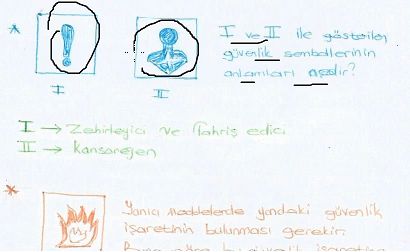 * I ve II ile gösterilen
güvenlik sembollerinin
anlamları nedir?
I II
I → Zehirleyici ve Tahriş edici
II → Kanserojen
* Yanıcı maddelerde yandaki güvenlik
işaretinin bulunması gerekir.